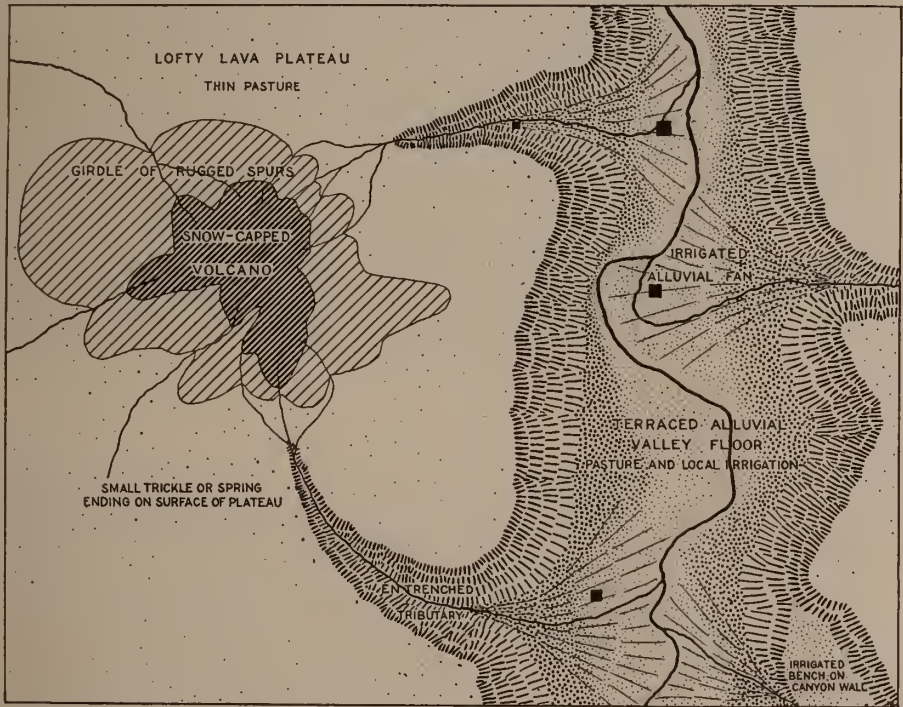 LOFTY LAVA PLATEAU
THIN PASTURE
GIRDLE OF RUGGED SPURS
SNOW-CAPPED
VOLCANO
IRRIGATED
ALLUVIAL FAN
TERRACED ALLUVIAL
VALLEY FLOOR
PASTURE AND LOCAL IRRIGATION
SMALL TRICKLE OR SPRING
ENDING ON SURFACE OF PLATEAU
ENTRENCHED
TRIBUTARY
IRRIGATED
BENCH ON
CANYON WALL